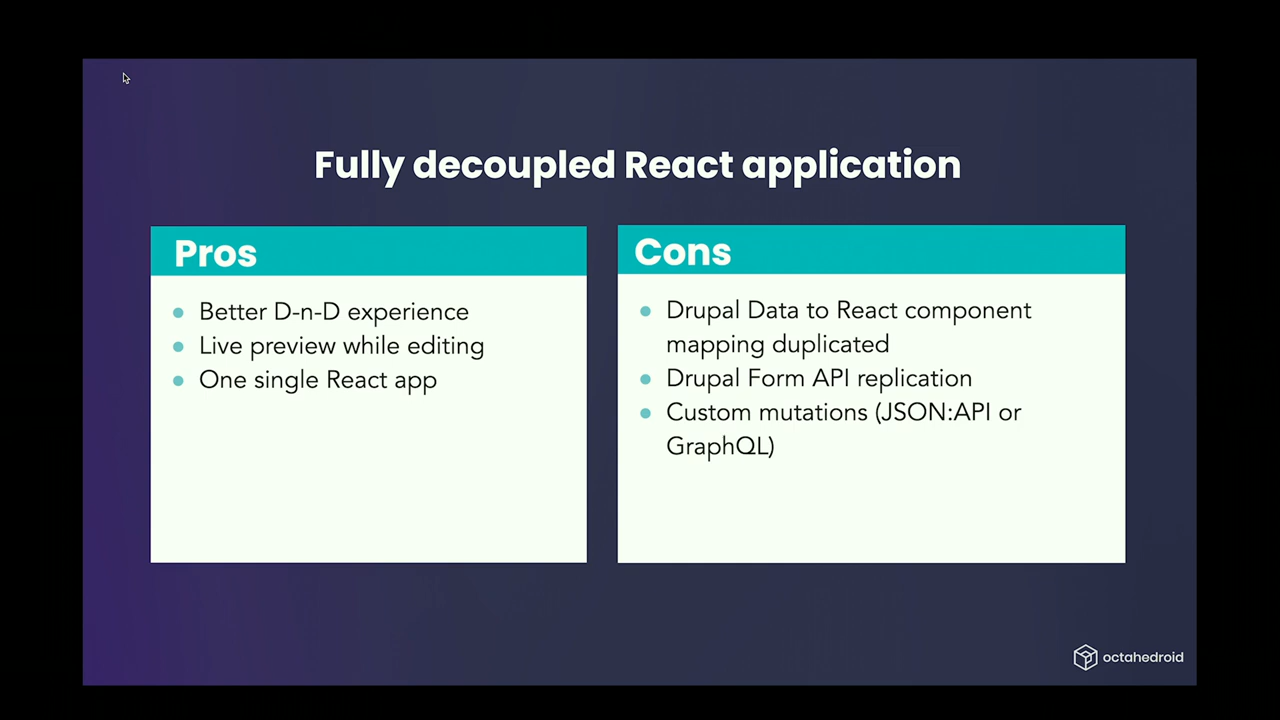 Fully decoupled React application
Pros
Better D-n-D experience
Live preview while editing
One single React app
Cons
Drupal Data to React component
mapping duplicated
Drupal Form API replication
Custom mutations (JSON:API or
GraphQL)
octahedroid